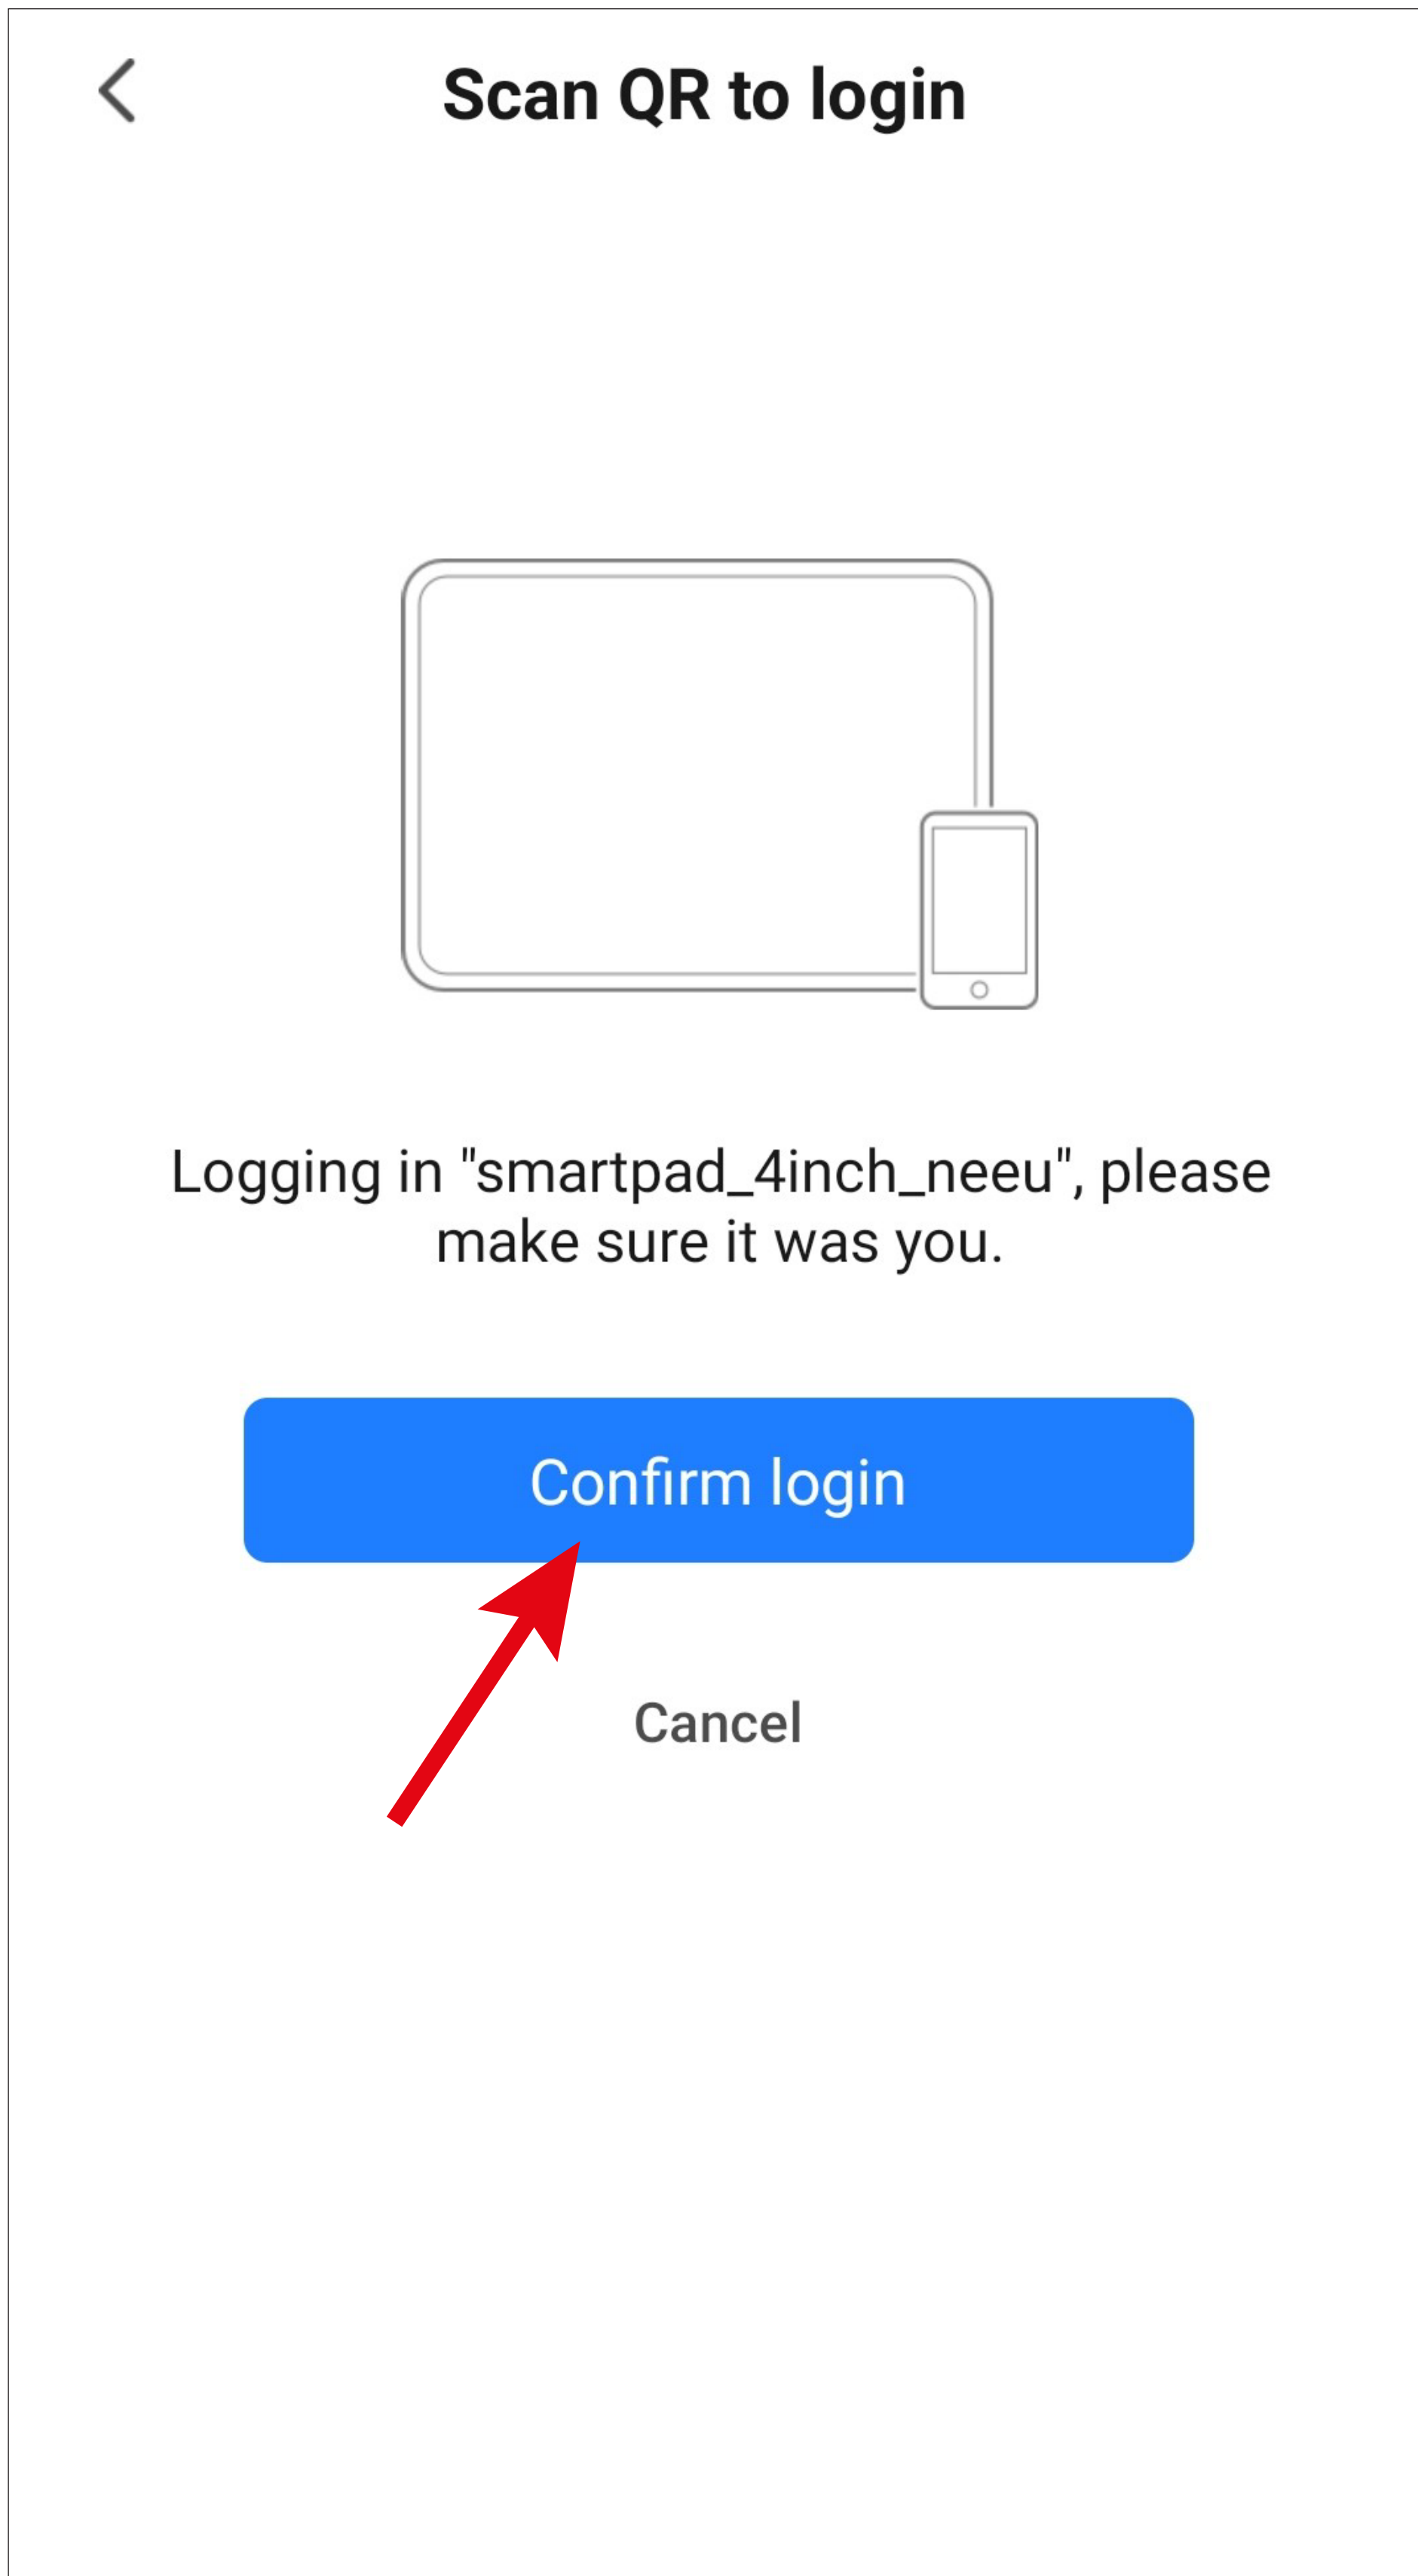 Scan QR to login
Logging in "smartpad_4inch_neeu", please
make sure it was you.
Confirm login
Cancel